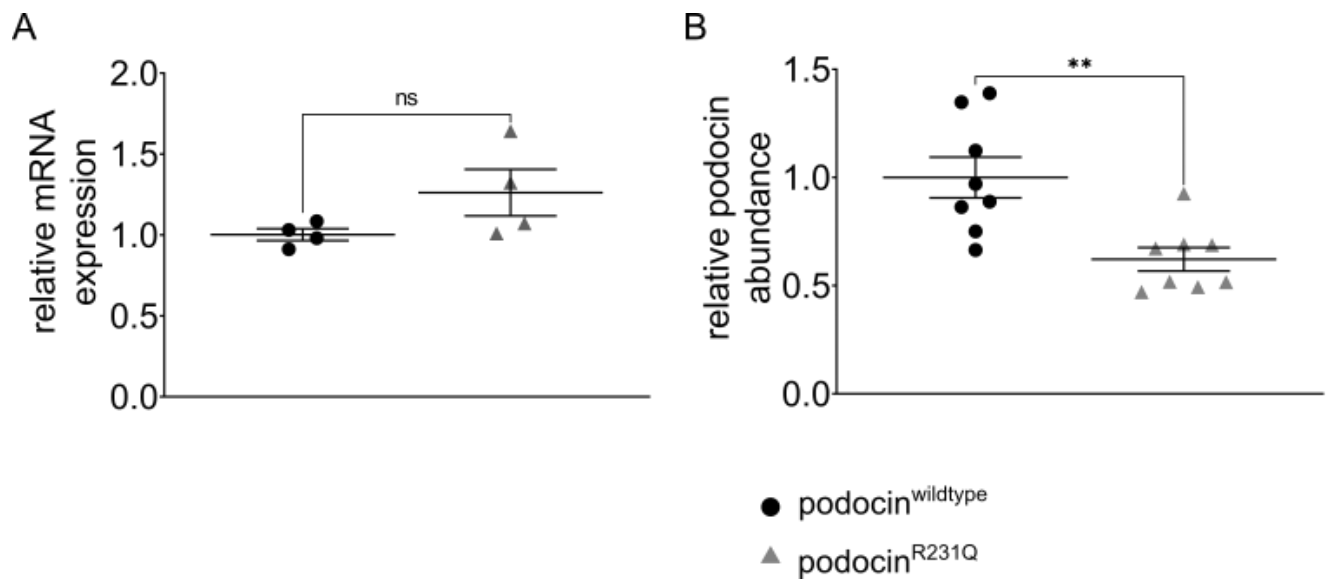 A
relative mRNA
expression
2.0
1.5
1.0
0.5
0.0
ns
B
relative podocin
abundance
1.5
1.0
0.5
0.0
**
podocin^wildtype
podocin^R231Q